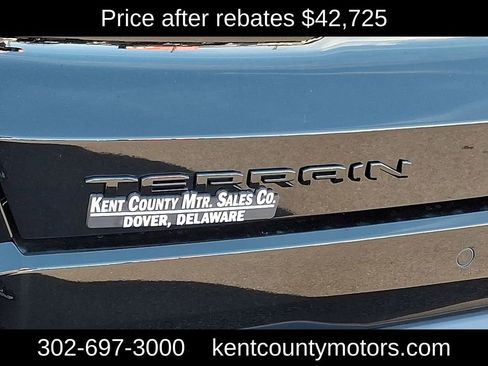 Price after rebates $42,725
TERRAIN
KENT COUNTY MTR. SALES CO.
DOVER, DELAWARE
302-697-3000 kentcountymotors.com